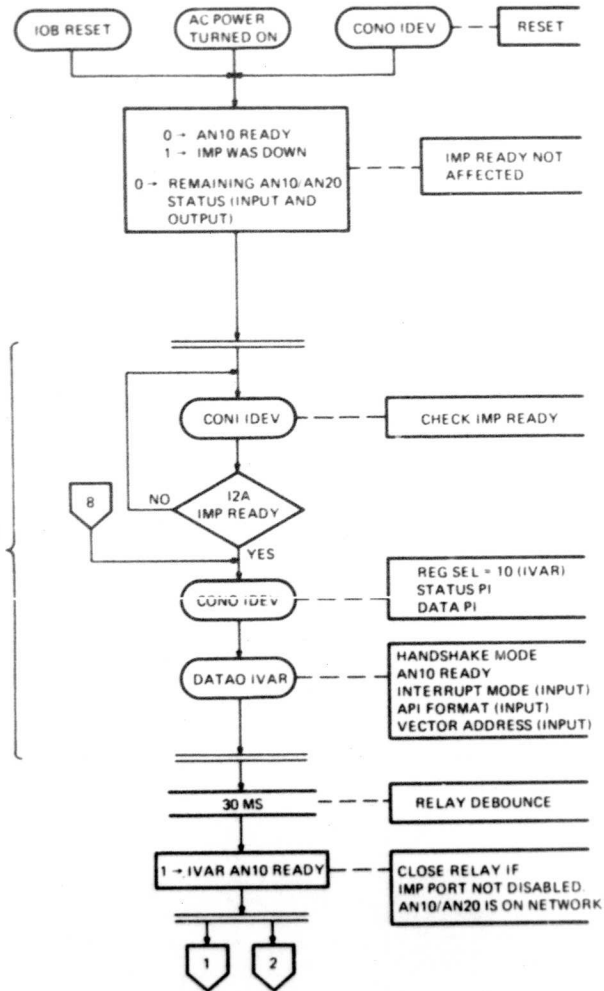 IOB RESET
AC POWER
TURNED ON
CONO IDEV
RESET
0 → AN10 READY
1 → IMP WAS DOWN
0 → REMAINING AN10/AN20
STATUS (INPUT AND
OUTPUT)
IMP READY NOT
AFFECTED
CONI IDEV
CHECK IMP READY
8
NO
I2A
IMP READY
YES
CONO IDEV
REG SEL = 10 (IVAR)
STATUS PI
DATA PI
DATAO IVAR
HANDSHAKE MODE
AN10 READY
INTERRUPT MODE (INPUT)
API FORMAT (INPUT)
VECTOR ADDRESS (INPUT)
30 MS
RELAY DEBOUNCE
1 → IVAR AN10 READY
CLOSE RELAY IF
IMP PORT NOT DISABLED.
AN10/AN20 IS ON NETWORK
1
2